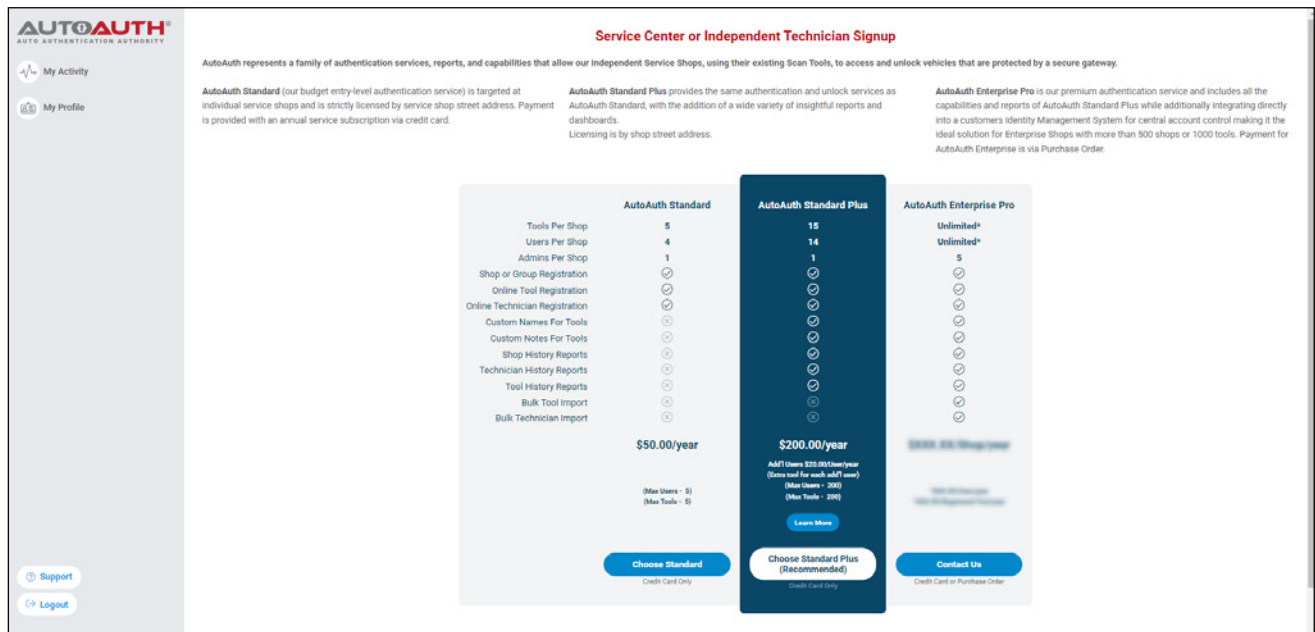 AUTOAUTH®
AUTO AUTHENTICATION AUTHORITY
My Activity
My Profile
Support
Logout
Service Center or Independent Technician Signup
AutoAuth represents a family of authentication services, reports, and capabilities that allow our Independent Service Shops, using their existing Scan Tools, to access and unlock vehicles that are protected by a secure gateway.
AutoAuth Standard (our budget entry-level authentication service) is targeted at
individual service shops and is strictly licensed by service shop street address. Payment
is provided with an annual service subscription via credit card.
AutoAuth Standard Plus provides the same authentication and unlock services as
AutoAuth Standard, with the addition of a wide variety of insightful reports and
dashboards.
Licensing is by shop street address.
AutoAuth Enterprise Pro is our premium authentication service and includes all the
capabilities and reports of AutoAuth Standard Plus while additionally integrating directly
into a customers Identity Management System for central account control making it the
ideal solution for Enterprise Shops with more than 500 shops or 1000 tools. Payment for
AutoAuth Enterprise is via Purchase Order.
AutoAuth Standard AutoAuth Standard Plus AutoAuth Enterprise Pro
Tools Per Shop 5 15 Unlimited*
Users Per Shop 4 14 Unlimited*
Admins Per Shop 1 1 5
Shop or Group Registration
Online Tool Registration
Online Technician Registration
Custom Names For Tools
Custom Notes For Tools
Shop History Reports
Technician History Reports
Tool History Reports
Bulk Tool Import
Bulk Technician Import
$50.00/year $200.00/year
Add'l Users $20.00/User/year
(Extra tool for each add'l user)
(Max Users - 5) (Max Users - 200)
(Max Tools - 5) (Max Tools - 200)
Learn More
Choose Standard
Credit Card Only
Choose Standard Plus
(Recommended)
Credit Card Only
Contact Us
Credit Card or Purchase Order